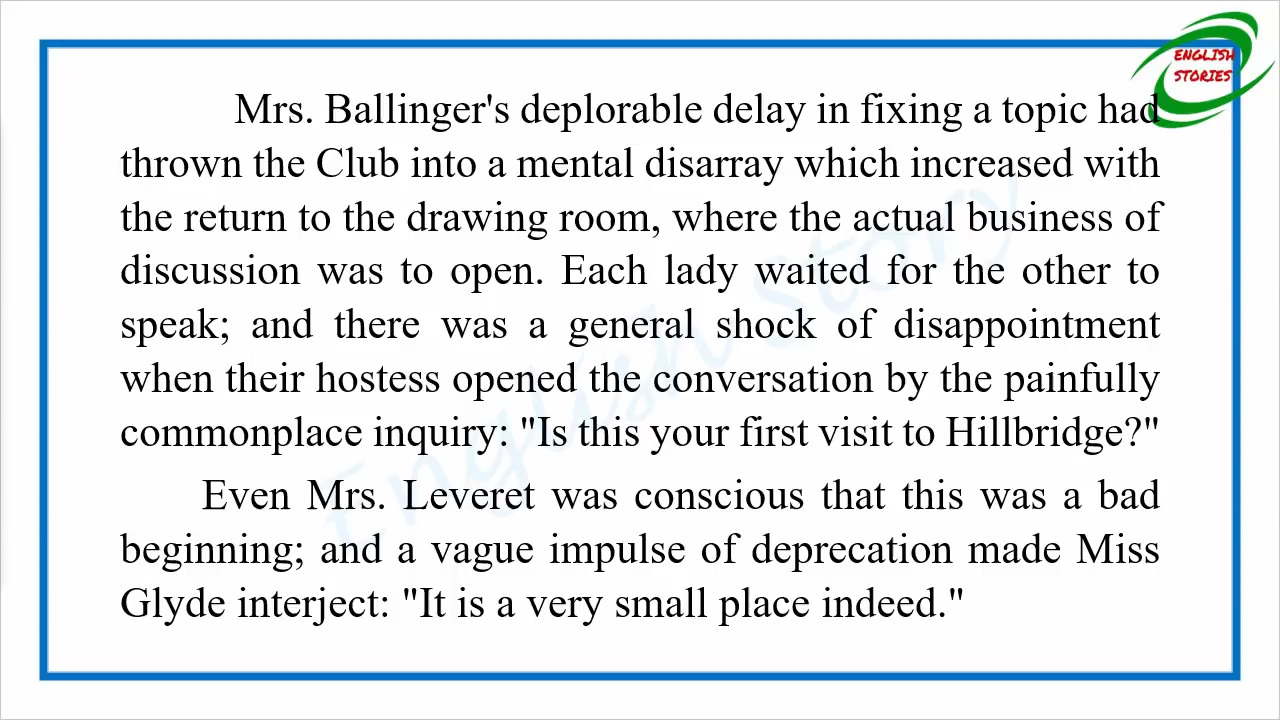 ENGLISH
STORIES
Mrs. Ballinger's deplorable delay in fixing a topic had
thrown the Club into a mental disarray which increased with
the return to the drawing room, where the actual business of
discussion was to open. Each lady waited for the other to
speak; and there was a general shock of disappointment
when their hostess opened the conversation by the painfully
commonplace inquiry: "Is this your first visit to Hillbridge?"
Even Mrs. Leveret was conscious that this was a bad
beginning; and a vague impulse of deprecation made Miss
Glyde interject: "It is a very small place indeed."
English Story